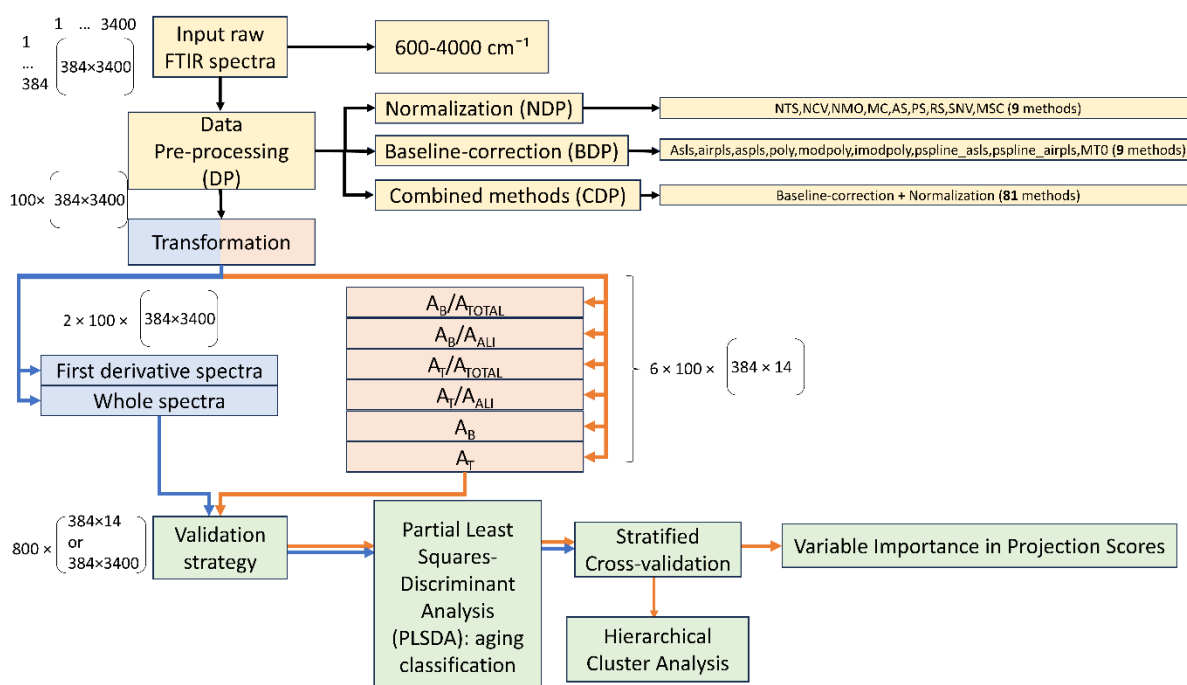 1 ... 3400
1
...
384
384×3400
Input raw
FTIR spectra
600-4000 cm⁻¹
Data
Pre-processing
(DP)
Normalization (NDP)
NTS,NCV,NMO,MC,AS,PS,RS,SNV,MSC (9 methods)
Baseline-correction (BDP)
Asls,airpls,aspls,poly,modpoly,imodpoly,pspline_asls,pspline_airpls,MT0 (9 methods)
Combined methods (CDP)
Baseline-correction + Normalization (81 methods)
100× 384×3400
Transformation
2 × 100 × 384×3400
First derivative spectra
Whole spectra
A_B/A_TOTAL
A_B/A_ALI
A_T/A_TOTAL
A_T/A_ALI
A_B
A_T
6 × 100 × 384 × 14
800 ×
384×14
or
384×3400
Validation
strategy
Partial Least
Squares-
Discriminant
Analysis
(PLSDA): aging
classification
Stratified
Cross-validation
Variable Importance in Projection Scores
Hierarchical
Cluster Analysis